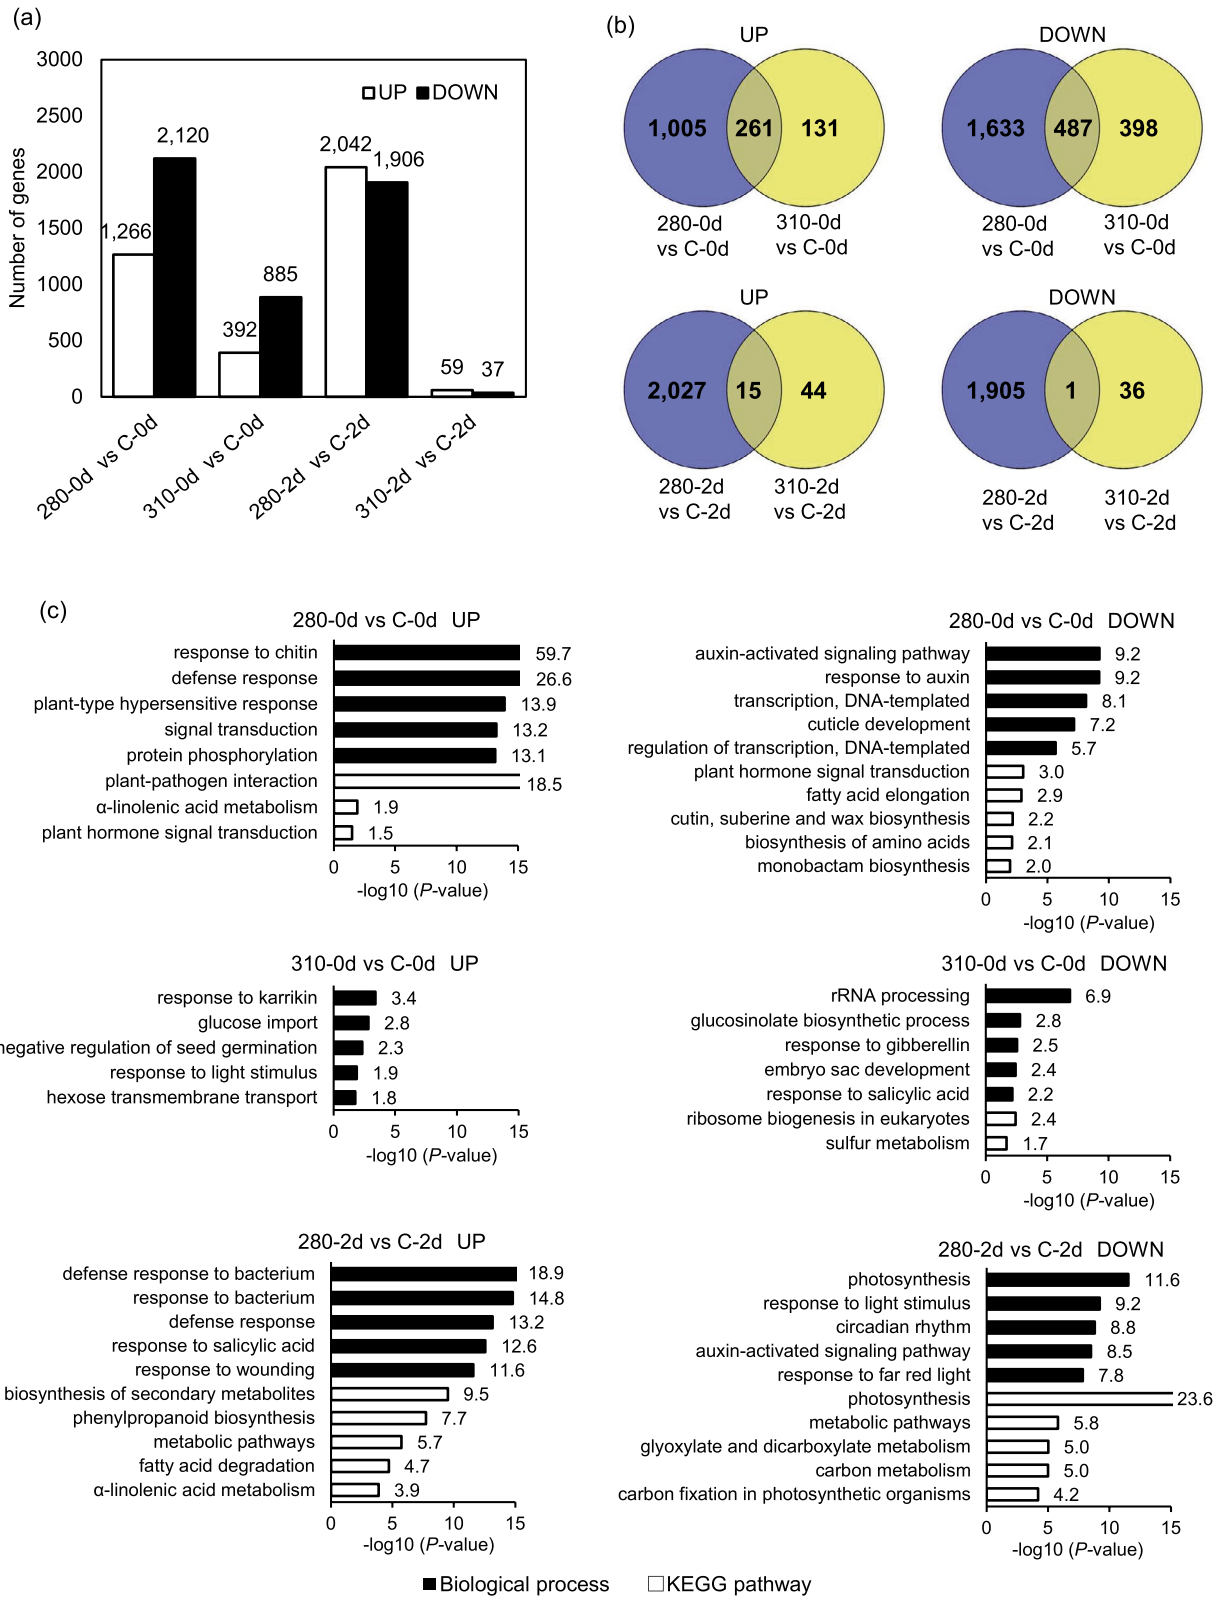 (a)
3000
2500
2000
1500
1000
500
0
Number of genes
UP DOWN
1,266
2,120
392
885
2,042
1,906
59
37
280-0d vs C-0d
310-0d vs C-0d
280-2d vs C-2d
310-2d vs C-2d
(b)
UP
1,005 261 131
280-0d
vs C-0d
310-0d
vs C-0d
DOWN
1,633 487 398
280-0d
vs C-0d
310-0d
vs C-0d
UP
2,027 15 44
280-2d
vs C-2d
310-2d
vs C-2d
DOWN
1,905 1 36
280-2d
vs C-2d
310-2d
vs C-2d
(c)
280-0d vs C-0d UP
response to chitin 59.7
defense response 26.6
plant-type hypersensitive response 13.9
signal transduction 13.2
protein phosphorylation 13.1
plant-pathogen interaction 18.5
α-linolenic acid metabolism 1.9
plant hormone signal transduction 1.5
0 5 10 15
-log10 (P-value)
280-0d vs C-0d DOWN
auxin-activated signaling pathway 9.2
response to auxin 9.2
transcription, DNA-templated 8.1
cuticle development 7.2
regulation of transcription, DNA-templated 5.7
plant hormone signal transduction 3.0
fatty acid elongation 2.9
cutin, suberine and wax biosynthesis 2.2
biosynthesis of amino acids 2.1
monobactam biosynthesis 2.0
0 5 10 15
-log10 (P-value)
310-0d vs C-0d UP
response to karrikin 3.4
glucose import 2.8
negative regulation of seed germination 2.3
response to light stimulus 1.9
hexose transmembrane transport 1.8
0 5 10 15
-log10 (P-value)
310-0d vs C-0d DOWN
rRNA processing 6.9
glucosinolate biosynthetic process 2.8
response to gibberellin 2.5
embryo sac development 2.4
response to salicylic acid 2.2
ribosome biogenesis in eukaryotes 2.4
sulfur metabolism 1.7
0 5 10 15
-log10 (P-value)
280-2d vs C-2d UP
defense response to bacterium 18.9
response to bacterium 14.8
defense response 13.2
response to salicylic acid 12.6
response to wounding 11.6
biosynthesis of secondary metabolites 9.5
phenylpropanoid biosynthesis 7.7
metabolic pathways 5.7
fatty acid degradation 4.7
α-linolenic acid metabolism 3.9
0 5 10 15
-log10 (P-value)
280-2d vs C-2d DOWN
photosynthesis 11.6
response to light stimulus 9.2
circadian rhythm 8.8
auxin-activated signaling pathway 8.5
response to far red light 7.8
photosynthesis 23.6
metabolic pathways 5.8
glyoxylate and dicarboxylate metabolism 5.0
carbon metabolism 5.0
carbon fixation in photosynthetic organisms 4.2
0 5 10 15
-log10 (P-value)
Biological process KEGG pathway